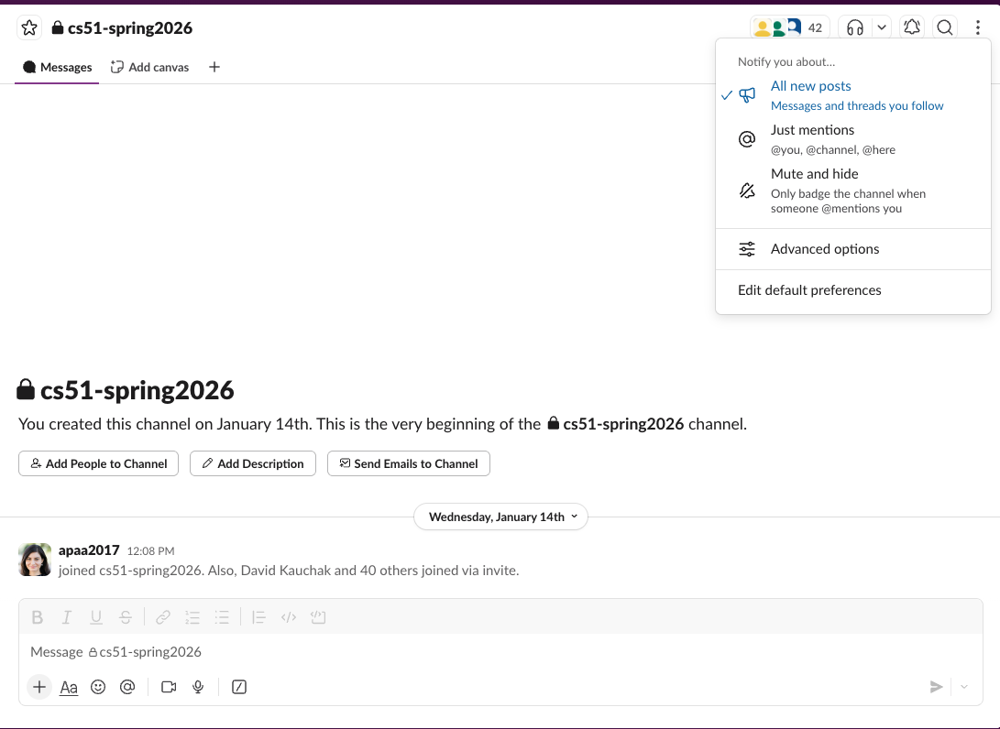 cs51-spring2026
42
Messages
Add canvas
Notify you about...
All new posts
Messages and threads you follow
Just mentions
@you, @channel, @here
Mute and hide
Only badge the channel when
someone @mentions you
Advanced options
Edit default preferences
cs51-spring2026
You created this channel on January 14th. This is the very beginning of the cs51-spring2026 channel.
Add People to Channel
Add Description
Send Emails to Channel
Wednesday, January 14th
apaa2017 12:08 PM
joined cs51-spring2026. Also, David Kauchak and 40 others joined via invite.
B I U S
Message cs51-spring2026
Aa